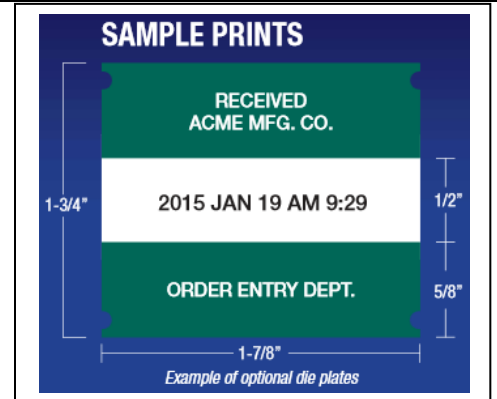 SAMPLE PRINTS
RECEIVED
ACME MFG. CO.
1-3/4"
2015 JAN 19 AM 9:29
1/2"
ORDER ENTRY DEPT.
5/8"
1-7/8"
Example of optional die plates